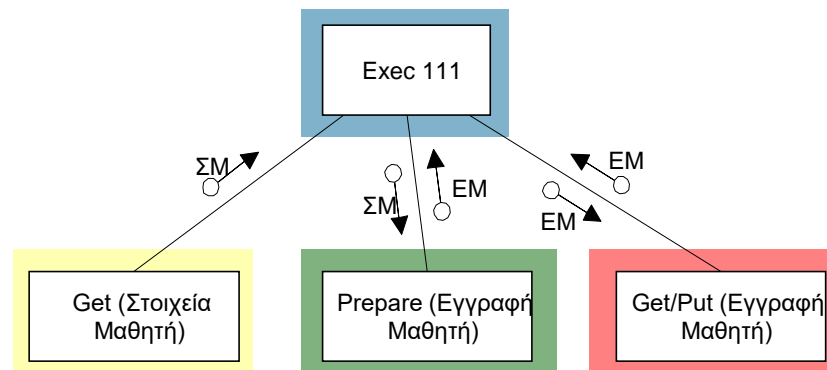 Exec 111
ΣΜ
ΣΜ
ΕΜ
ΕΜ
ΕΜ
Get (Στοιχεία
Μαθητή)
Prepare (Εγγραφή
Μαθητή)
Get/Put (Εγγραφή
Μαθητή)